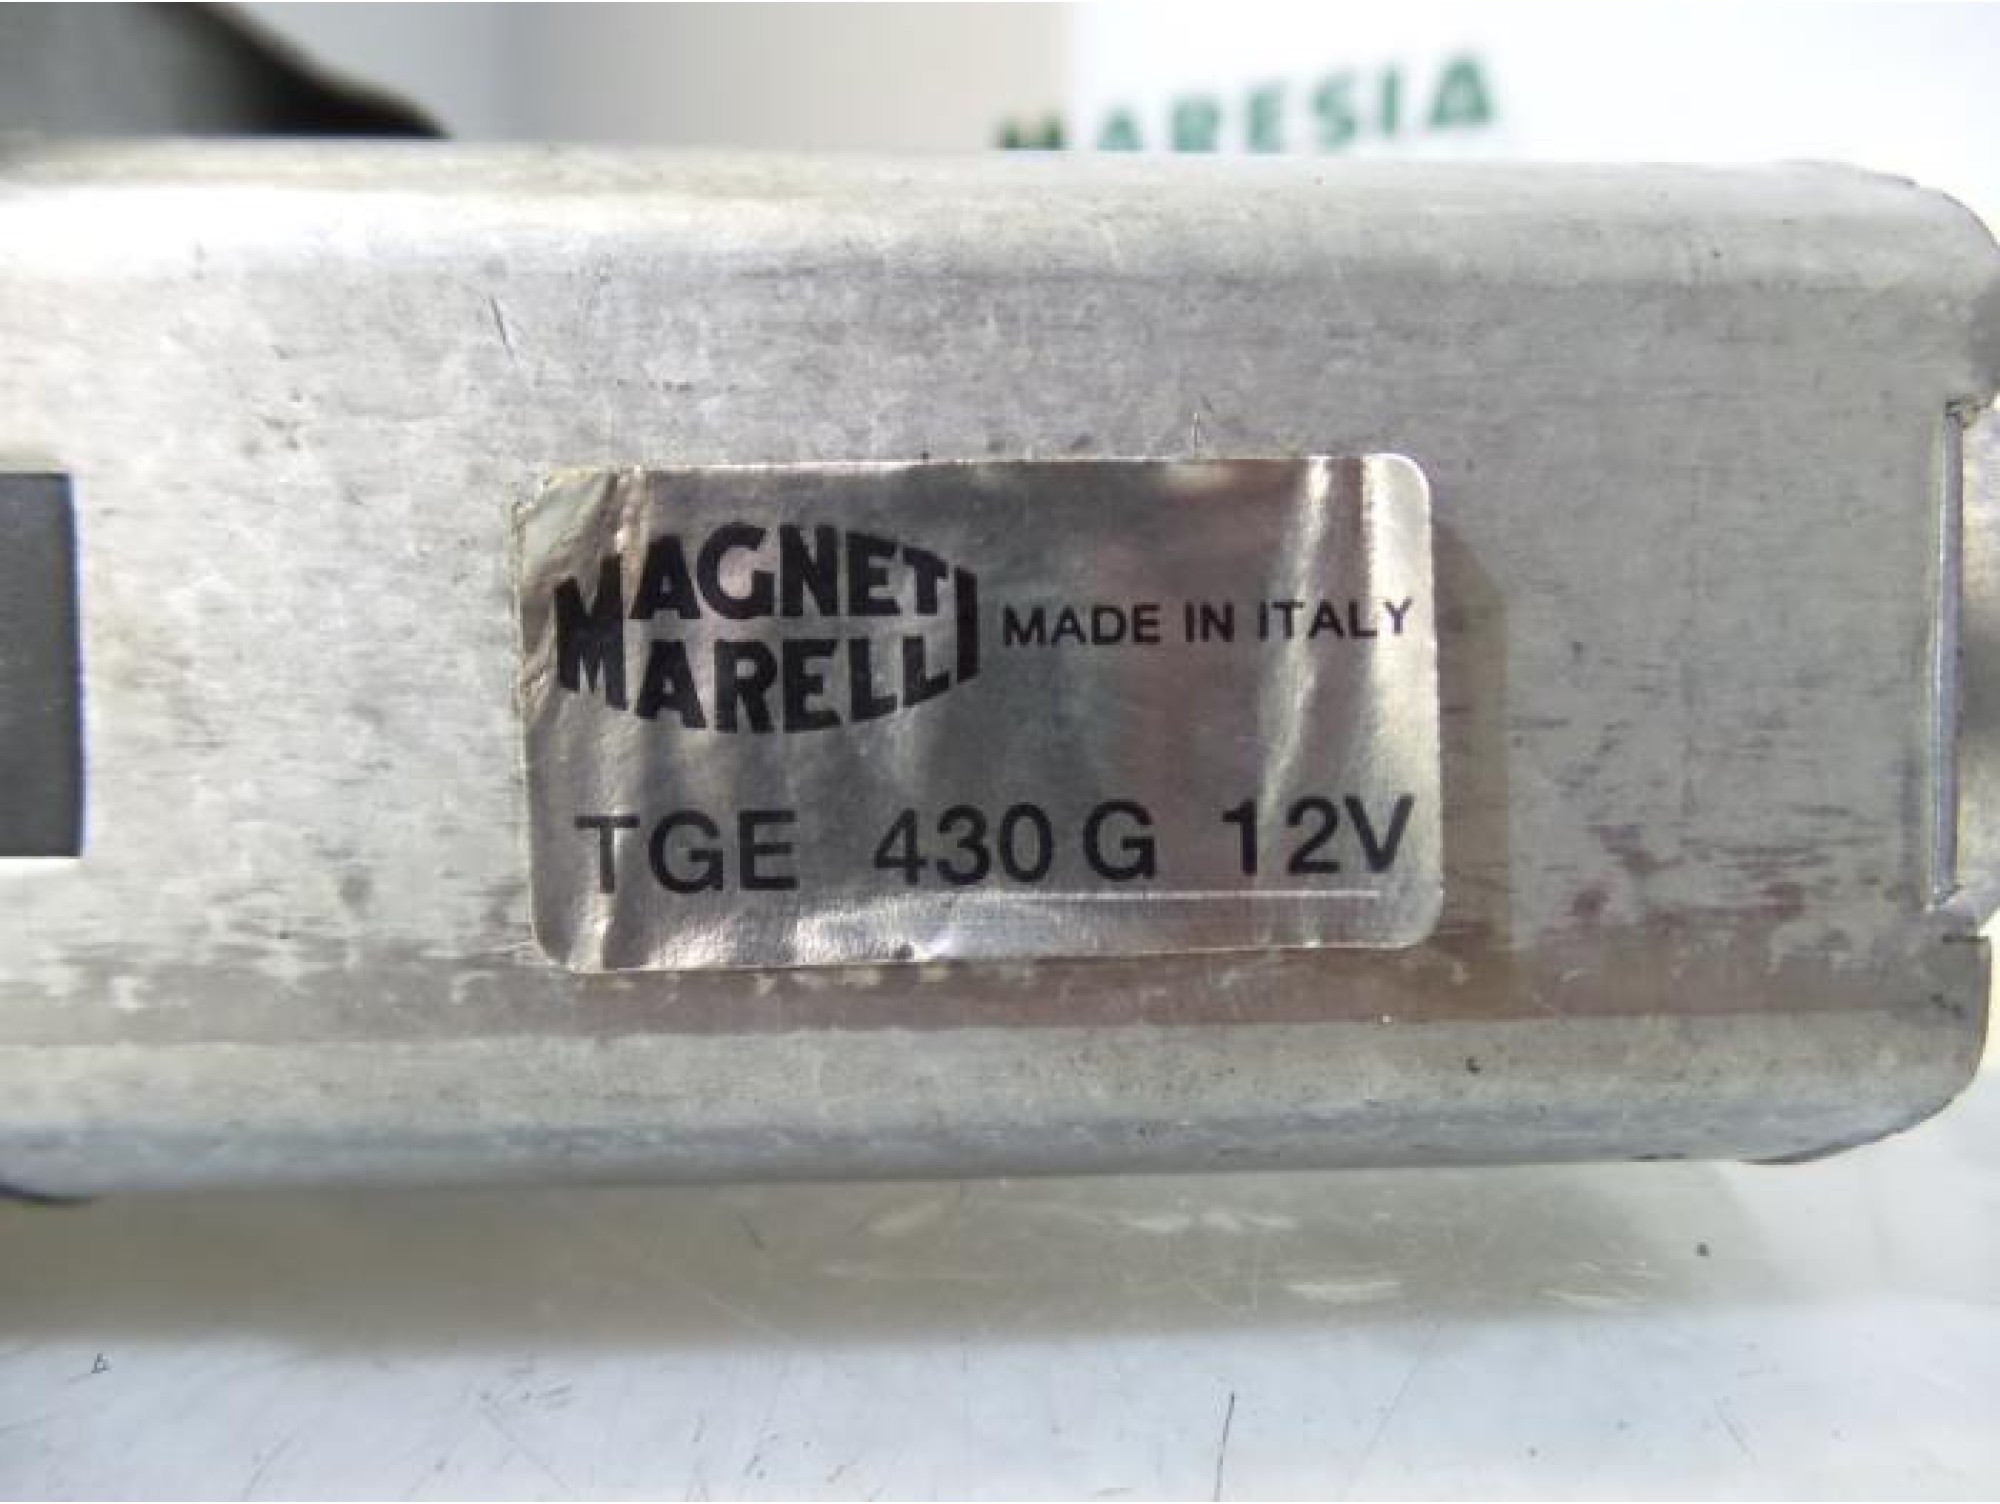 MARESIA
MAGNETI
MARELLI
MADE IN ITALY
TGE 430 G 12V